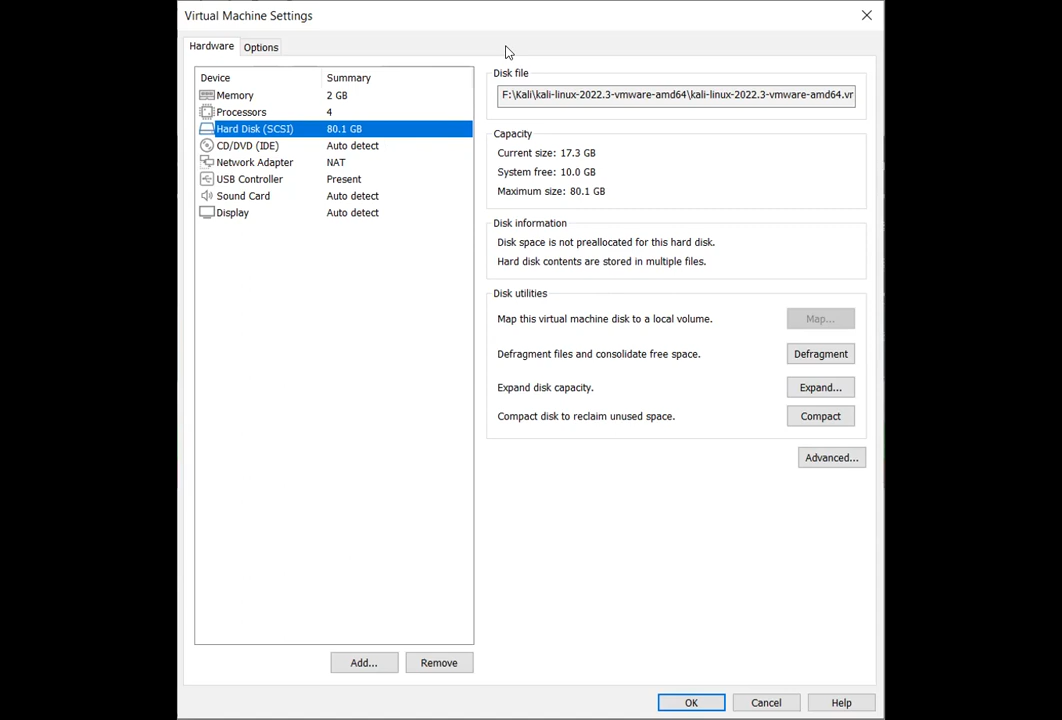 Virtual Machine Settings
Hardware
Options
Device Summary
Memory 2 GB
Processors 4
Hard Disk (SCSI) 80.1 GB
CD/DVD (IDE) Auto detect
Network Adapter NAT
USB Controller Present
Sound Card Auto detect
Display Auto detect
Add...
Remove
Disk file
F:\Kali\kali-linux-2022.3-vmware-amd64\kali-linux-2022.3-vmware-amd64.vr
Capacity
Current size: 17.3 GB
System free: 10.0 GB
Maximum size: 80.1 GB
Disk information
Disk space is not preallocated for this hard disk.
Hard disk contents are stored in multiple files.
Disk utilities
Map this virtual machine disk to a local volume. Map...
Defragment files and consolidate free space. Defragment
Expand disk capacity. Expand...
Compact disk to reclaim unused space. Compact
Advanced...
OK
Cancel
Help